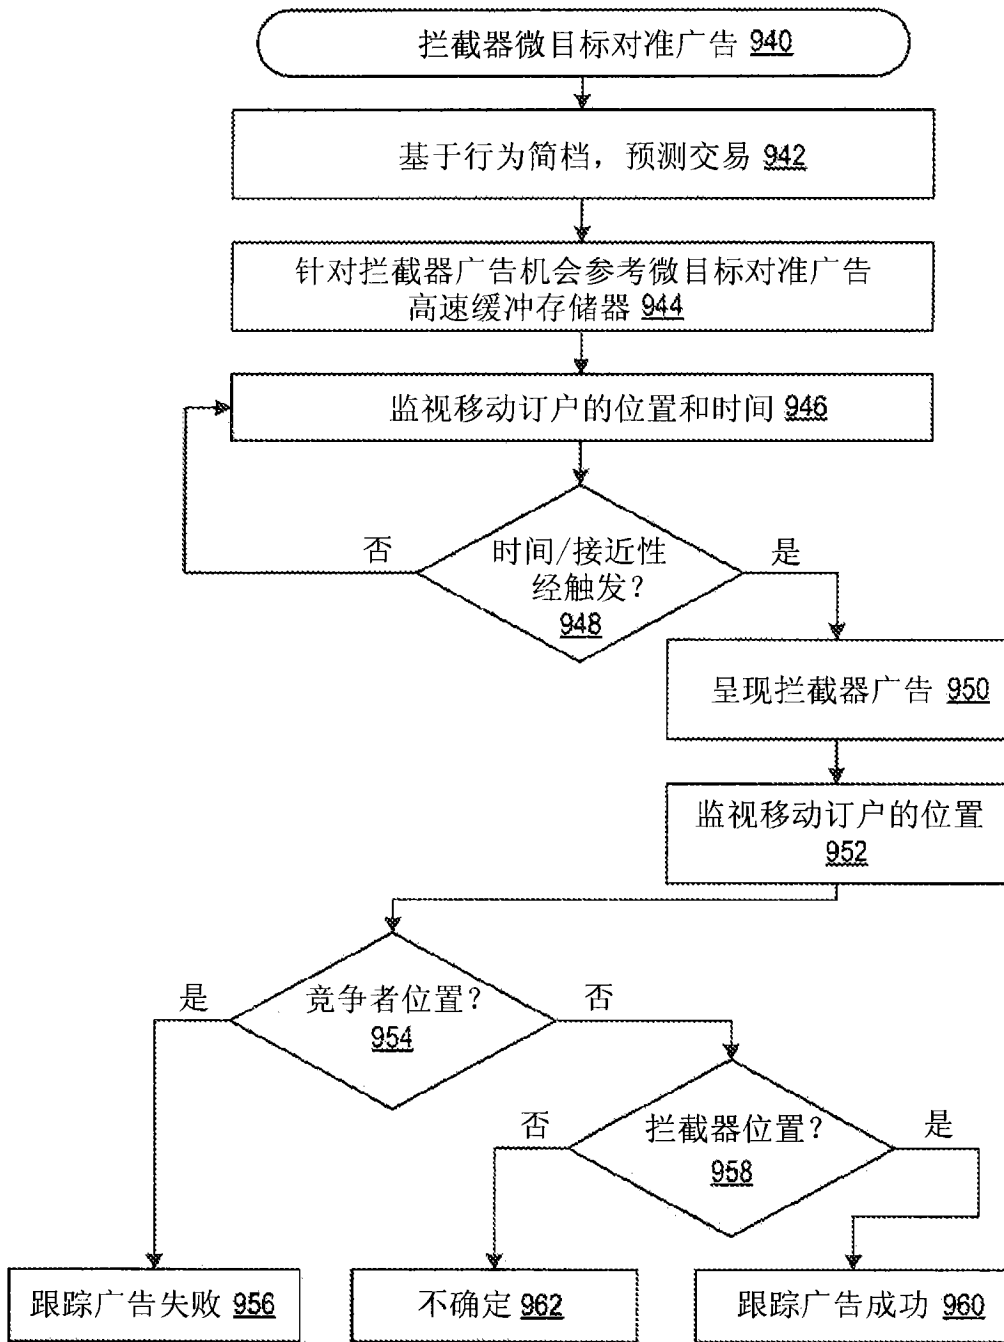 拦截器微目标对准广告 940
基于行为简档，预测交易 942
针对拦截器广告机会参考微目标对准广告
高速缓冲存储器 944
监视移动订户的位置和时间 946
否
时间/接近性
经触发？
948
是
呈现拦截器广告 950
监视移动订户的位置
952
是
竞争者位置？
954
否
否
拦截器位置？
958
是
跟踪广告失败 956
不确定 962
跟踪广告成功 960